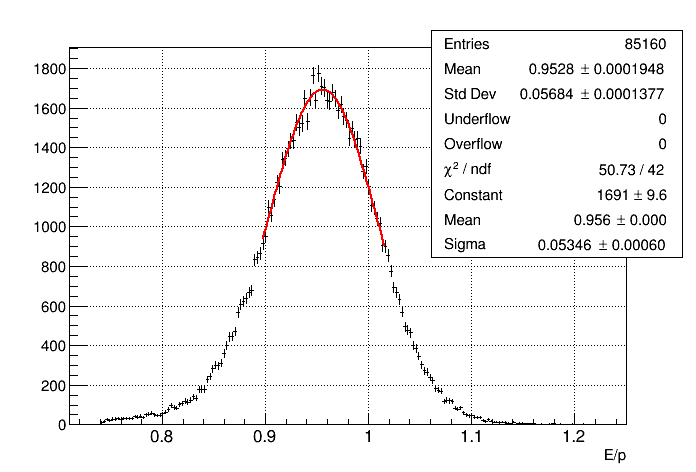 Entries 85160
Mean 0.9528 ± 0.0001948
Std Dev 0.05684 ± 0.0001377
Underflow 0
Overflow 0
χ² / ndf 50.73 / 42
Constant 1691 ± 9.6
Mean 0.956 ± 0.000
Sigma 0.05346 ± 0.00060
1800
1600
1400
1200
1000
800
600
400
200
0
0.8 0.9 1 1.1 1.2
E/p